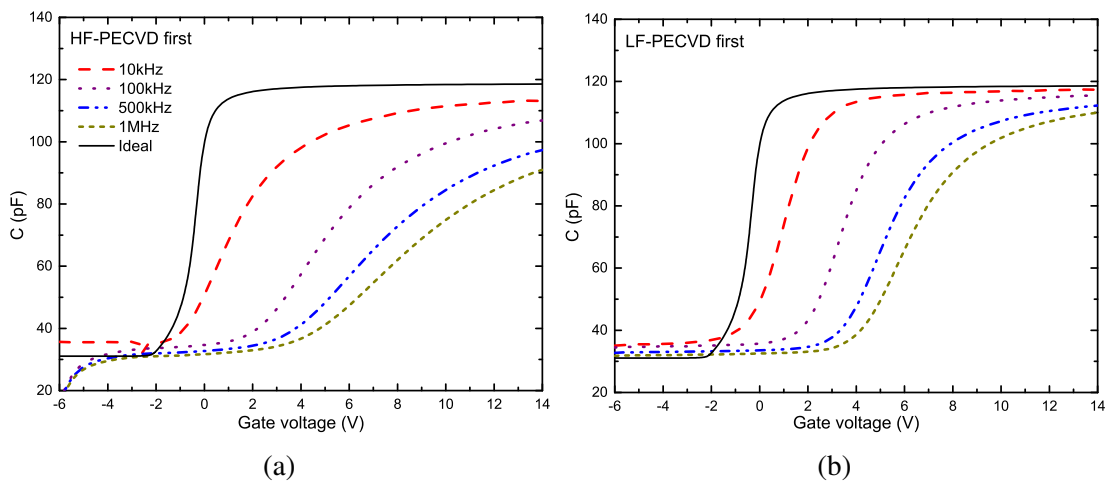 HF-PECVD first
10kHz
100kHz
500kHz
1MHz
Ideal
140
120
100
80
60
40
20
C (pF)
-6 -4 -2 0 2 4 6 8 10 12 14
Gate voltage (V)
(a)
LF-PECVD first
140
120
100
80
60
40
20
C (pF)
-6 -4 -2 0 2 4 6 8 10 12 14
Gate voltage (V)
(b)